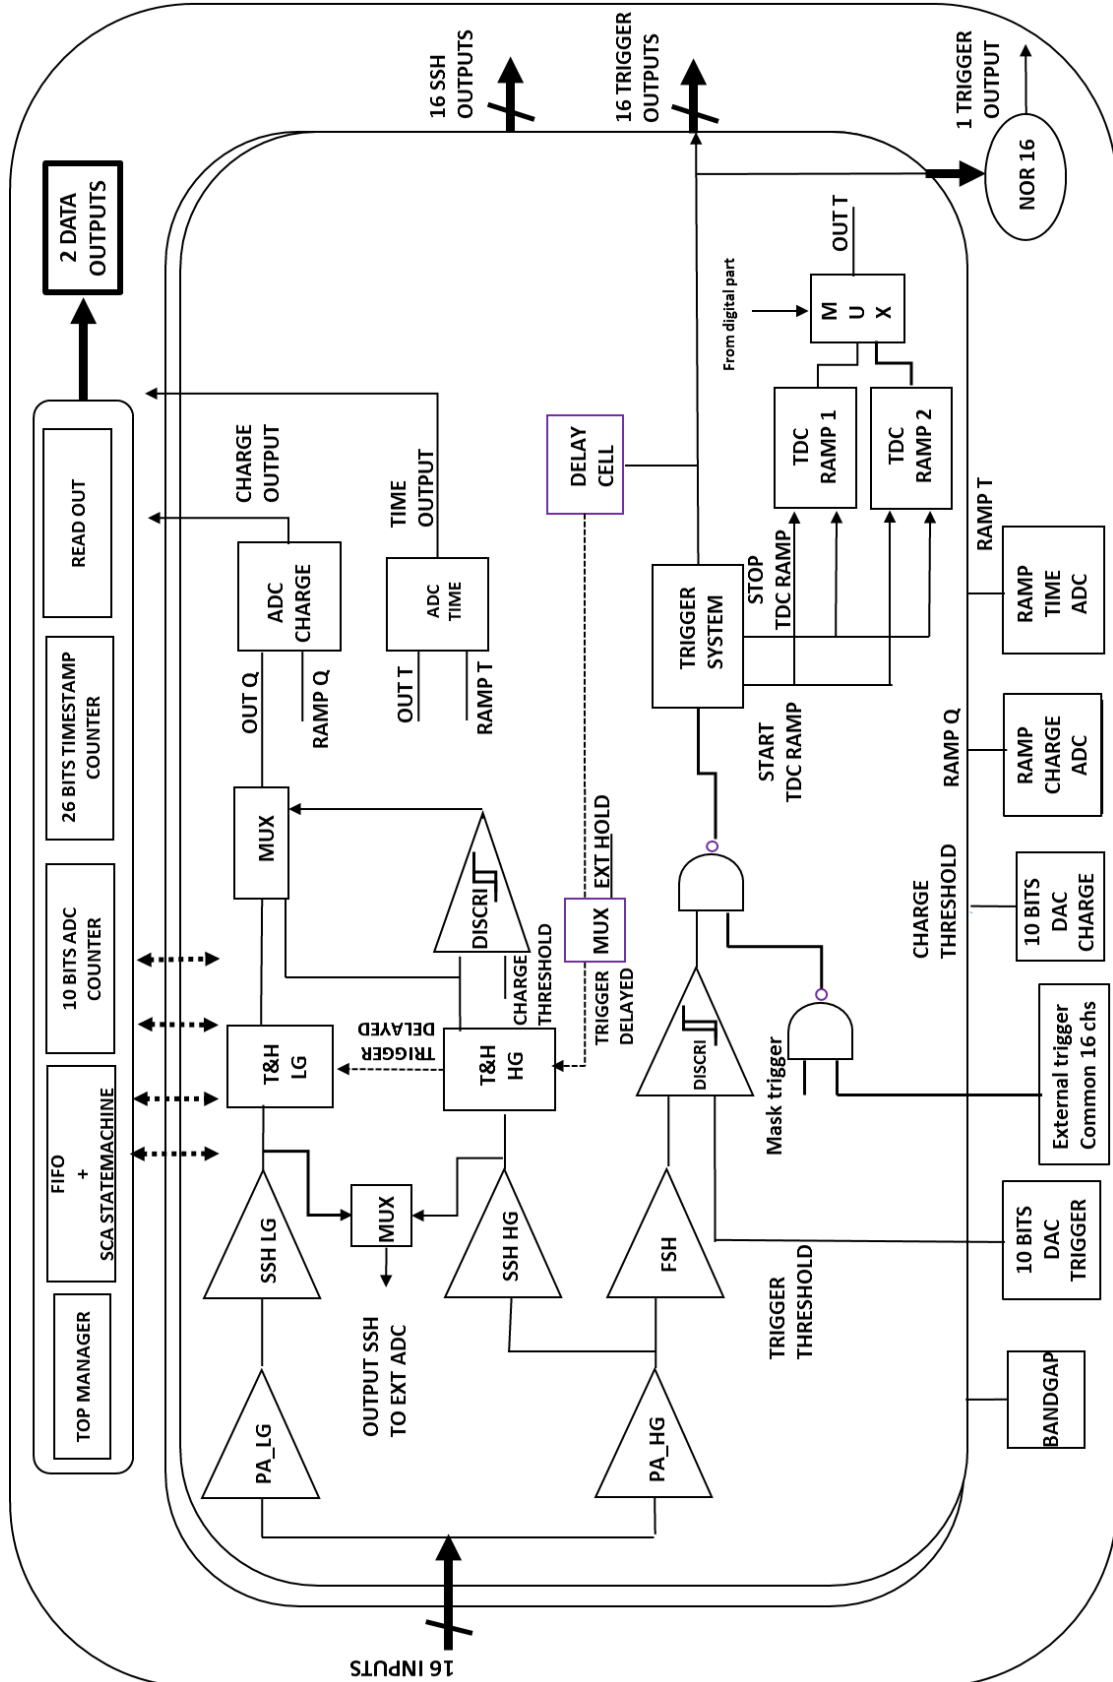 TOP MANAGER
FIFO
+
SCA STATEMACHINE
10 BITS ADC
COUNTER
26 BITS TIMESTAMP
COUNTER
READ OUT
2 DATA
OUTPUTS
16 INPUTS
PA_LG
SSH LG
T&H
LG
MUX
OUT Q
RAMP Q
ADC
CHARGE
CHARGE
OUTPUT
MUX
OUTPUT SSH
TO EXT ADC
TRIGGER
DELAYED
DISCRI
CHARGE
THRESHOLD
OUT T
RAMP T
ADC
TIME
TIME
OUTPUT
16 SSH
OUTPUTS
SSH HG
T&H
HG
TRIGGER
DELAYED
MUX
EXT HOLD
DELAY
CELL
PA_HG
FSH
DISCRI
TRIGGER
SYSTEM
16 TRIGGER
OUTPUTS
TRIGGER
THRESHOLD
Mask trigger
START
TDC RAMP
STOP
TDC RAMP
TDC
RAMP 1
TDC
RAMP 2
From digital part
M
U
X
OUT T
CHARGE
THRESHOLD
RAMP Q
RAMP T
1 TRIGGER
OUTPUT
NOR 16
BANDGAP
10 BITS
DAC
TRIGGER
External trigger
Common 16 chs
10 BITS
DAC
CHARGE
RAMP
CHARGE
ADC
RAMP
TIME
ADC